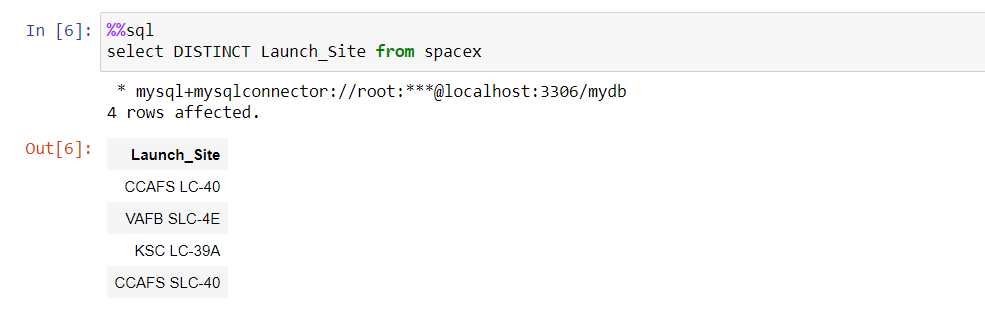 In [6]: %%sql
select DISTINCT Launch_Site from spacex
* mysql+mysqlconnector://root:***@localhost:3306/mydb
4 rows affected.
Out[6]: Launch_Site
CCAFS LC-40
VAFB SLC-4E
KSC LC-39A
CCAFS SLC-40